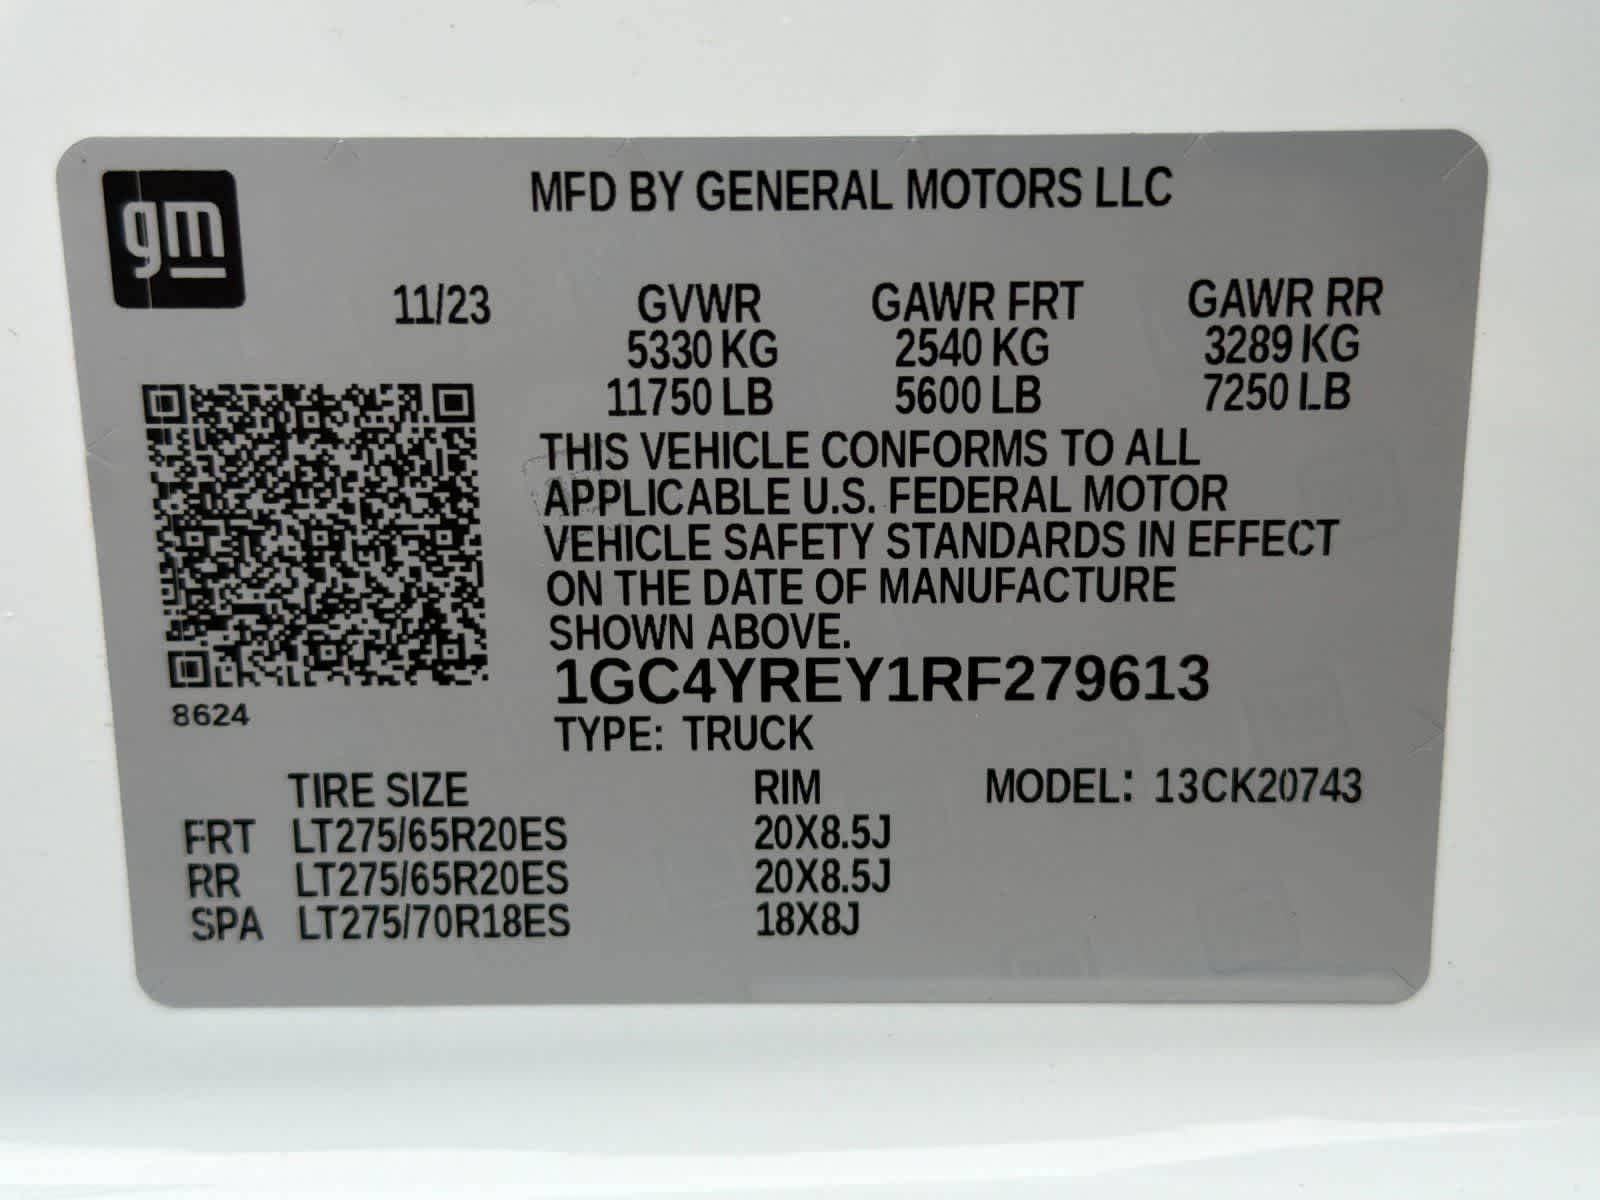 gm
MFD BY GENERAL MOTORS LLC
11/23 GVWR GAWR FRT GAWR RR
5330 KG 2540 KG 3289 KG
11750 LB 5600 LB 7250 LB
THIS VEHICLE CONFORMS TO ALL
APPLICABLE U.S. FEDERAL MOTOR
VEHICLE SAFETY STANDARDS IN EFFECT
ON THE DATE OF MANUFACTURE
SHOWN ABOVE.
1GC4YREY1RF279613
8624
TYPE: TRUCK
TIRE SIZE RIM MODEL: 13CK20743
FRT LT275/65R20ES 20X8.5J
RR LT275/65R20ES 20X8.5J
SPA LT275/70R18ES 18X8J